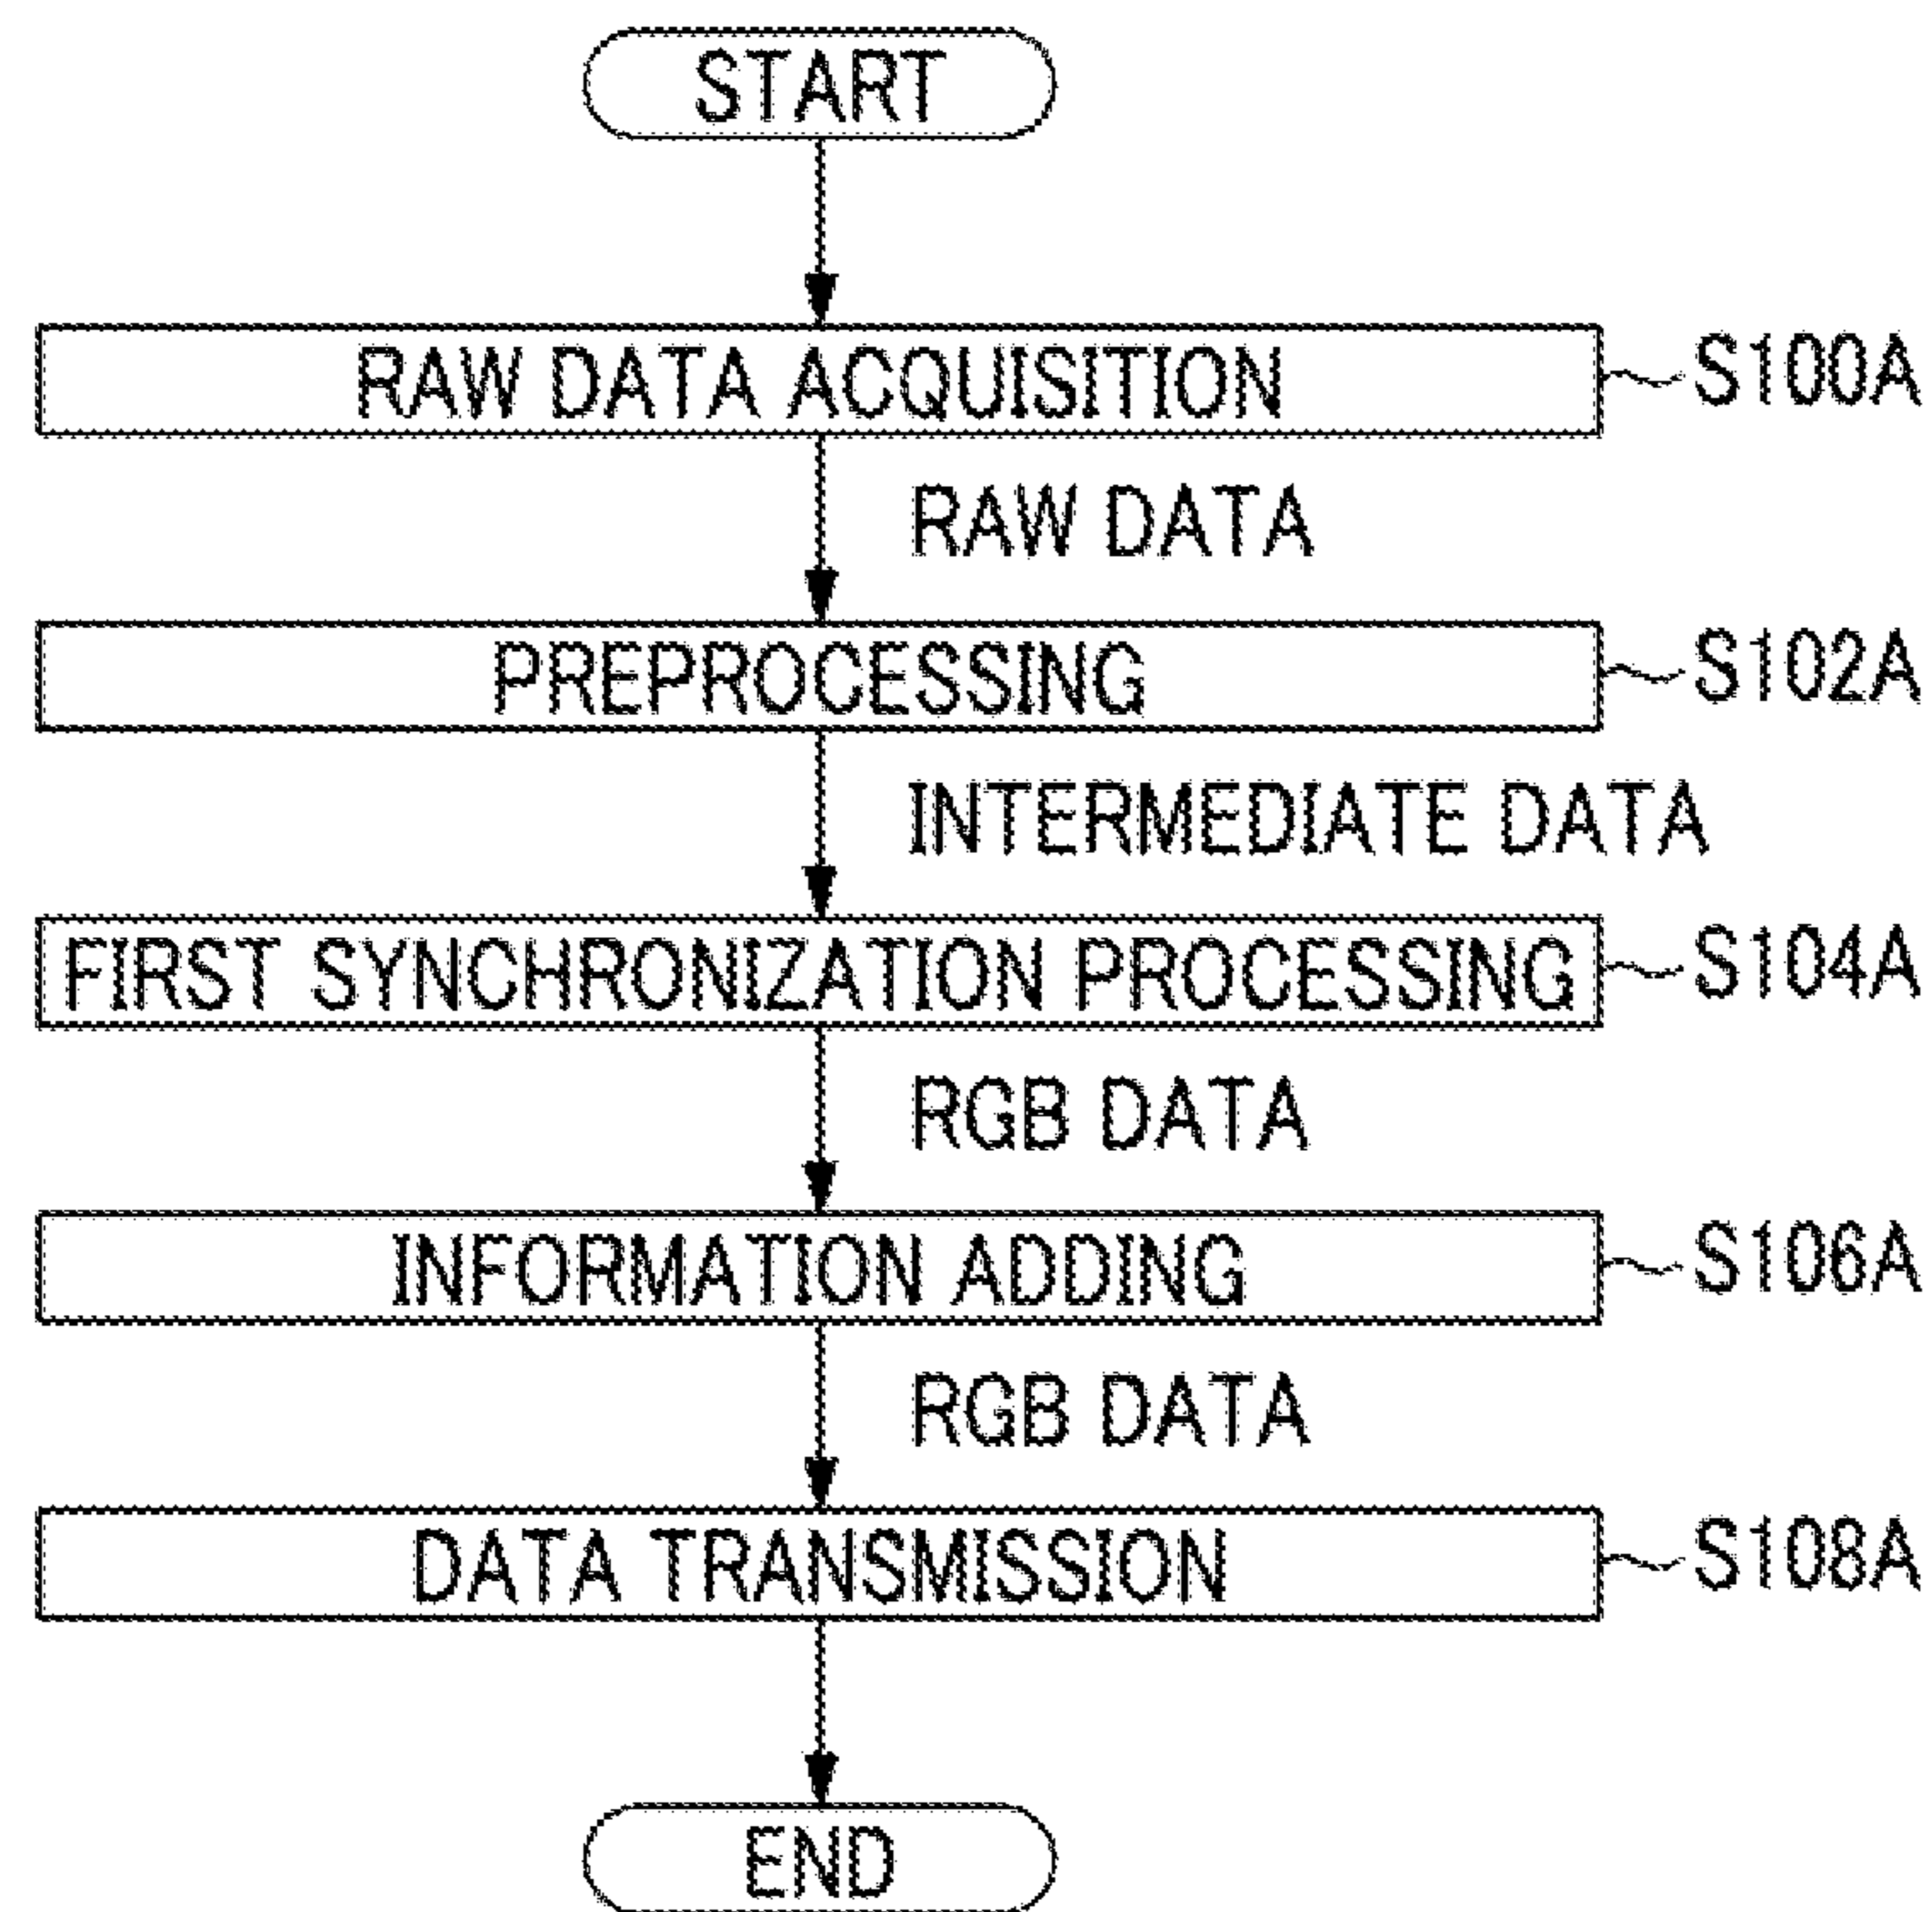 START
RAW DATA ACQUISITION S100A
RAW DATA
PREPROCESSING S102A
INTERMEDIATE DATA
FIRST SYNCHRONIZATION PROCESSING S104A
RGB DATA
INFORMATION ADDING S106A
RGB DATA
DATA TRANSMISSION S108A
END